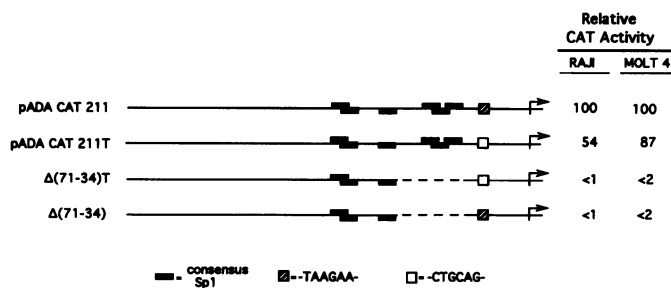 Relative
CAT Activity
RAJI MOLT 4
pADA CAT 211 100 100
pADA CAT 211T 54 87
Δ(71-34)T <1 <2
Δ(71-34) <1 <2
= consensus Sp1 =-TAAGAA- =-CTGCAG-